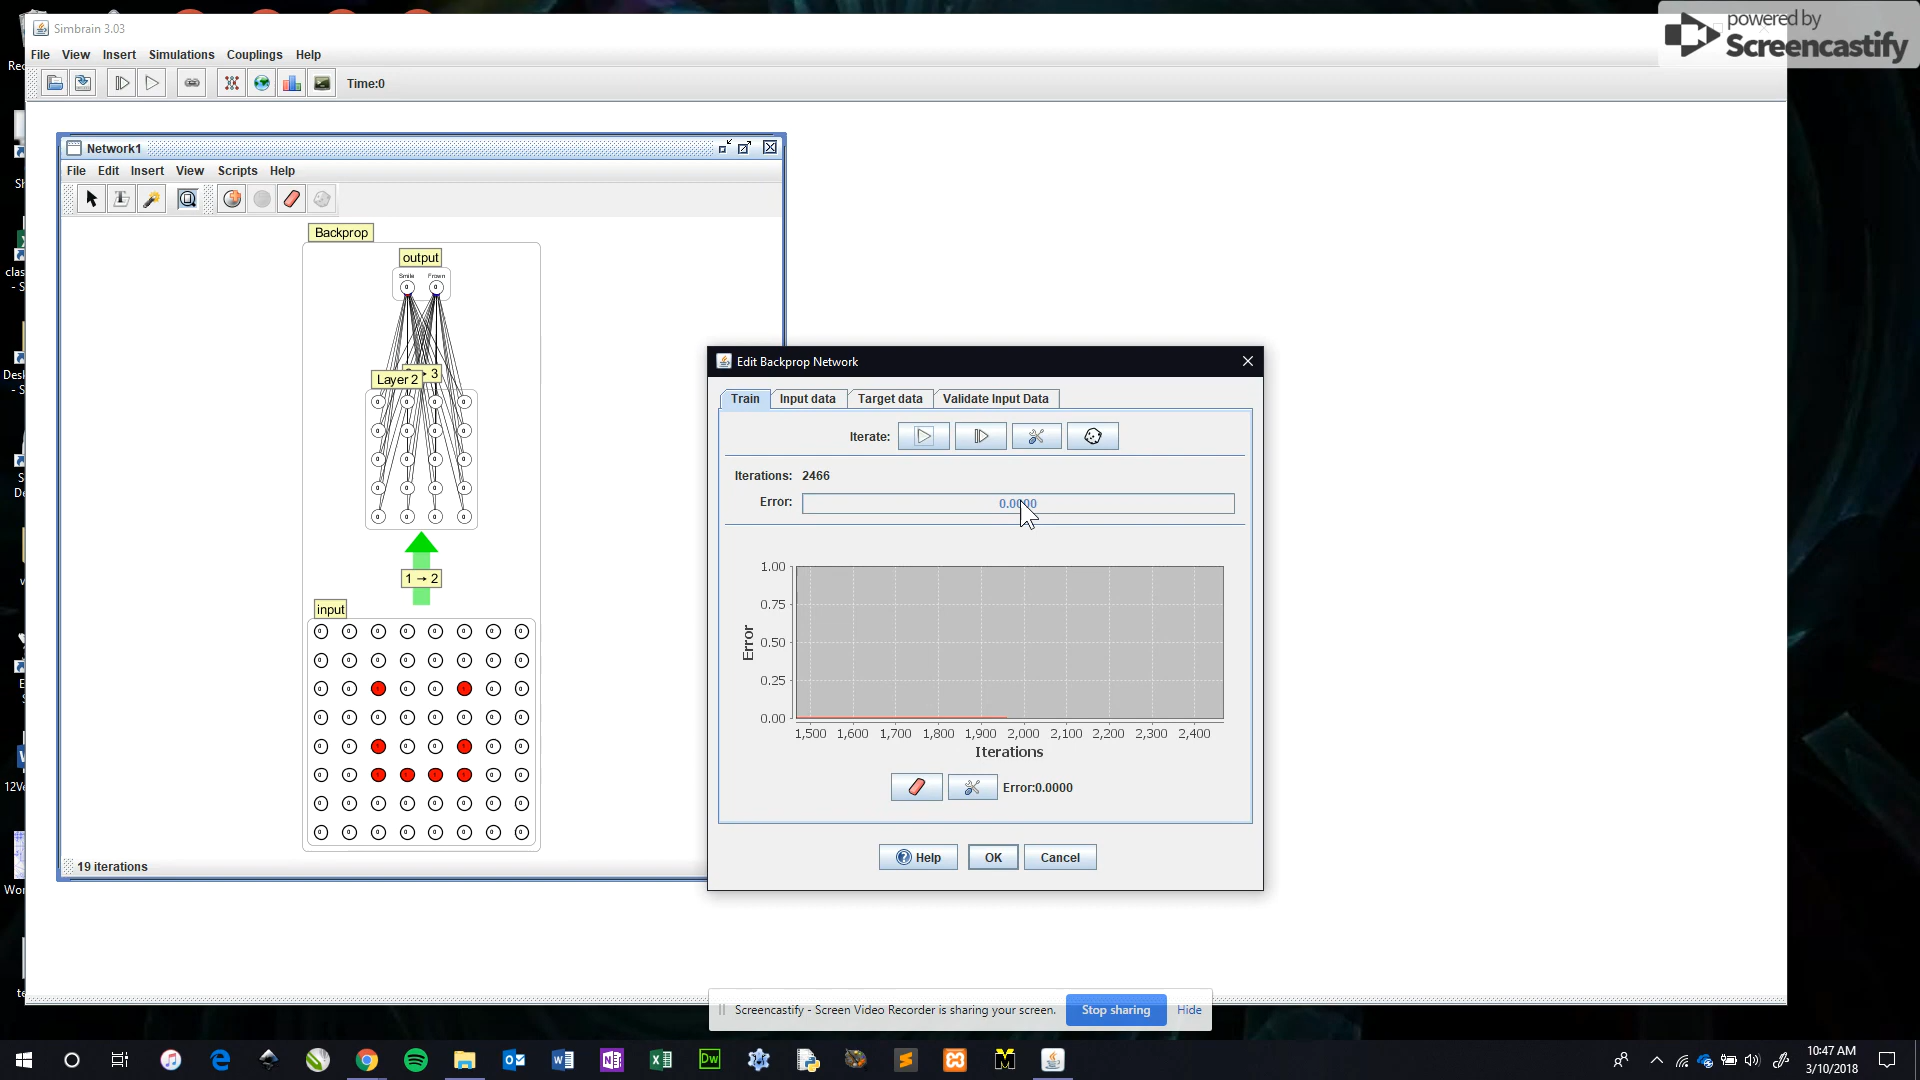 Simbrain 3.03
powered by
Screencastify
File View Insert Simulations Couplings Help
Time:0
Network1
File Edit Insert View Scripts Help
Backprop
output
Smile Frown
Layer 2
→ 3
1 → 2
input
19 iterations
Edit Backprop Network
Train Input data Target data Validate Input Data
Iterate:
Iterations: 2466
Error: 0.0000
1.00
0.75
0.50
0.25
0.00
Error
1,500 1,600 1,700 1,800 1,900 2,000 2,100 2,200 2,300 2,400
Iterations
Error:0.0000
Help OK Cancel
Screencastify - Screen Video Recorder is sharing your screen. Stop sharing Hide
10:47 AM
3/10/2018